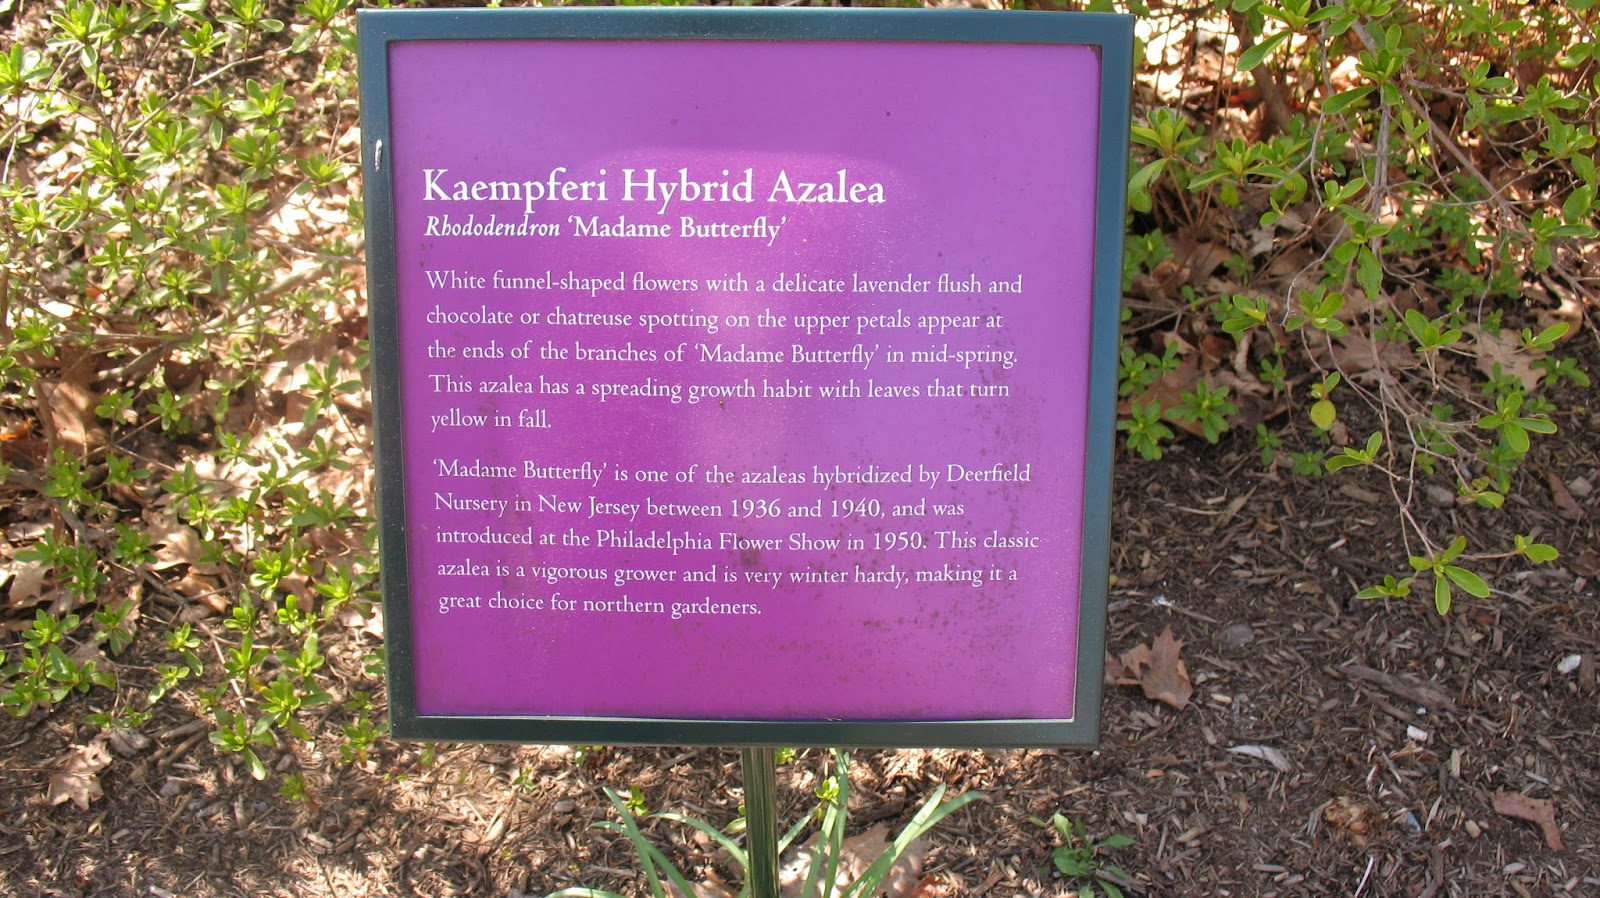 Kaempferi Hybrid Azalea
Rhododendron ‘Madame Butterfly’
White funnel-shaped flowers with a delicate lavender flush and
chocolate or chatreuse spotting on the upper petals appear at
the ends of the branches of ‘Madame Butterfly’ in mid-spring.
This azalea has a spreading growth habit with leaves that turn
yellow in fall.
‘Madame Butterfly’ is one of the azaleas hybridized by Deerfield
Nursery in New Jersey between 1936 and 1940, and was
introduced at the Philadelphia Flower Show in 1950. This classic
azalea is a vigorous grower and is very winter hardy, making it a
great choice for northern gardeners.